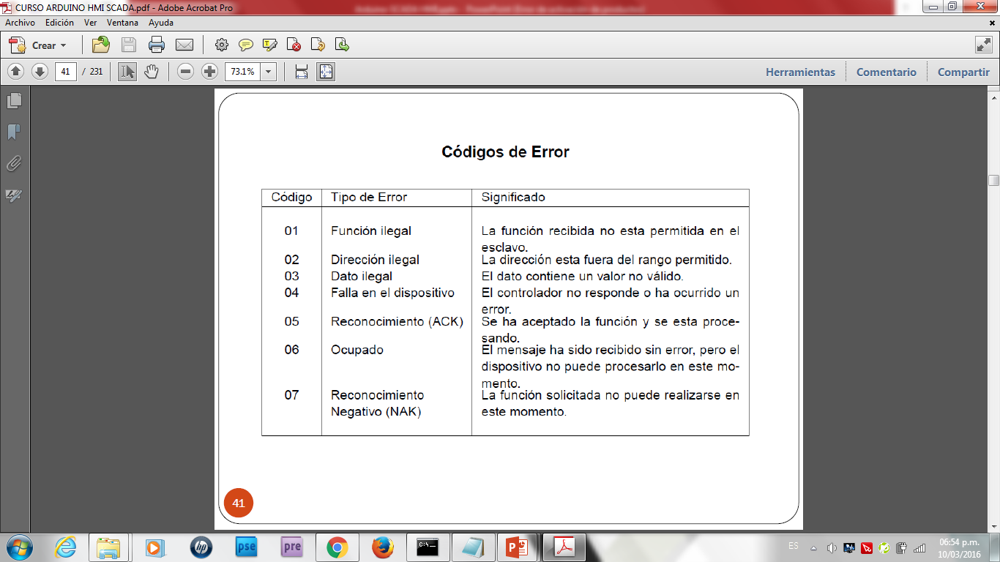 CURSO ARDUINO HMI SCADA.pdf - Adobe Acrobat Pro
Archivo Edición Ver Ventana Ayuda
Crear
41 / 231 73.1% Herramientas Comentario Compartir
Códigos de Error
Código Tipo de Error Significado
01 Función ilegal La función recibida no esta permitida en el
esclavo.
02 Dirección ilegal La dirección esta fuera del rango permitido.
03 Dato ilegal El dato contiene un valor no válido.
04 Falla en el dispositivo El controlador no responde o ha ocurrido un
error.
05 Reconocimiento (ACK) Se ha aceptado la función y se esta proce-
sando.
06 Ocupado El mensaje ha sido recibido sin error, pero el
dispositivo no puede procesarlo en este mo-
mento.
07 Reconocimiento La función solicitada no puede realizarse en
Negativo (NAK) este momento.
41
hp pse pre C:\_ ES 06:54 p.m.
10/03/2016